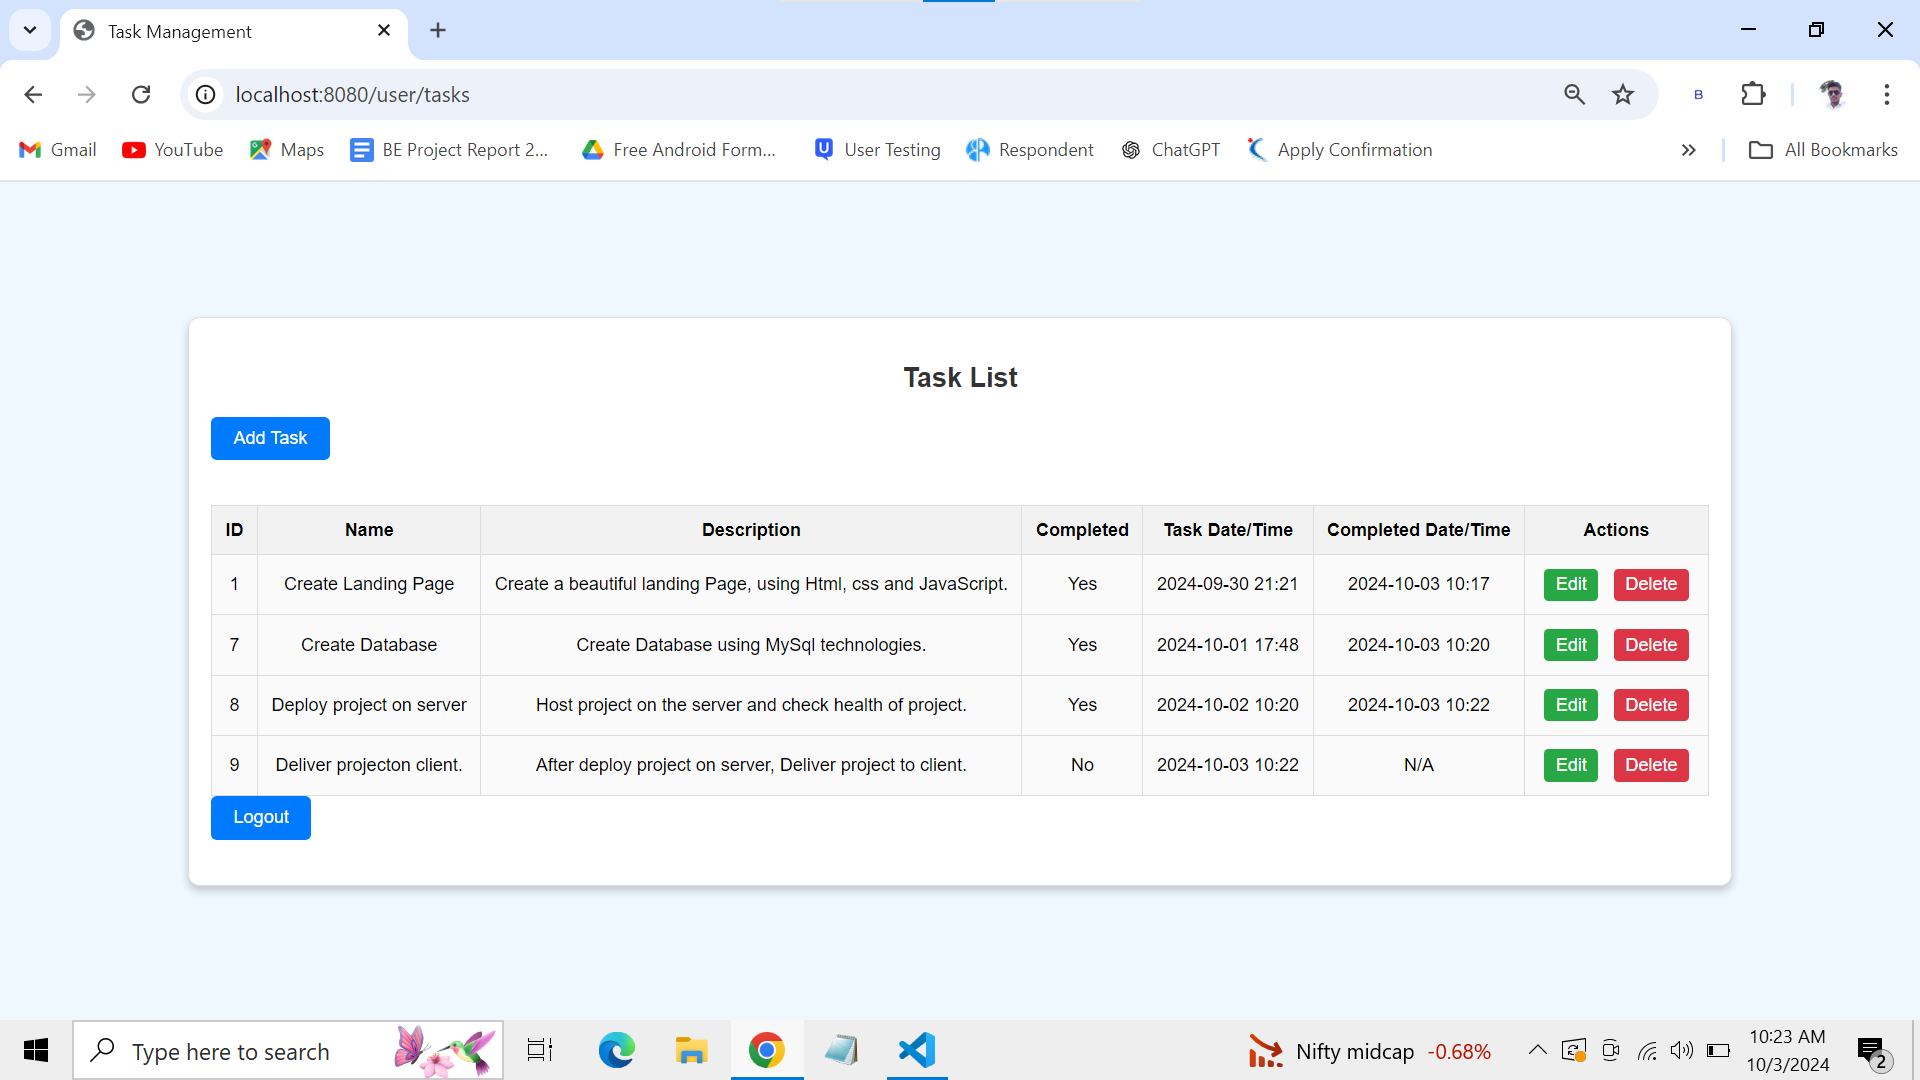 Task Management
localhost:8080/user/tasks
B
Gmail YouTube Maps BE Project Report 2... Free Android Form... User Testing Respondent ChatGPT Apply Confirmation » All Bookmarks
Task List
Add Task
ID Name Description Completed Task Date/Time Completed Date/Time Actions
1 Create Landing Page Create a beautiful landing Page, using Html, css and JavaScript. Yes 2024-09-30 21:21 2024-10-03 10:17 Edit Delete
7 Create Database Create Database using MySql technologies. Yes 2024-10-01 17:48 2024-10-03 10:20 Edit Delete
8 Deploy project on server Host project on the server and check health of project. Yes 2024-10-02 10:20 2024-10-03 10:22 Edit Delete
9 Deliver projecton client. After deploy project on server, Deliver project to client. No 2024-10-03 10:22 N/A Edit Delete
Logout
Type here to search
Nifty midcap -0.68%
10:23 AM
10/3/2024
2